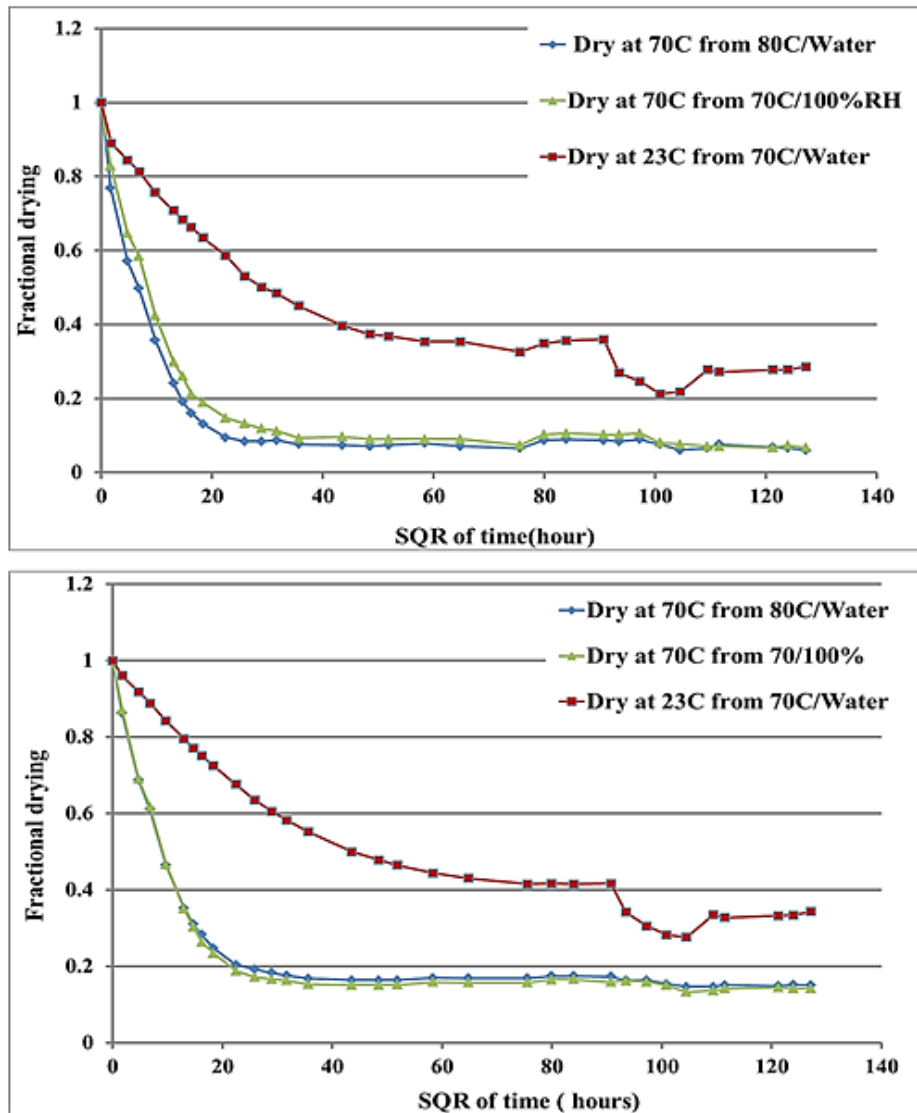 1.2
Dry at 70C from 80C/Water
1
Dry at 70C from 70C/100%RH
0.8
Dry at 23C from 70C/Water
0.6
Fractional drying
0.4
0.2
0
0 20 40 60 80 100 120 140
SQR of time(hour)
1.2
Dry at 70C from 80C/Water
1
Dry at 70C from 70/100%
0.8
Dry at 23C from 70C/Water
0.6
Fractional drying
0.4
0.2
0
0 20 40 60 80 100 120 140
SQR of time ( hours)